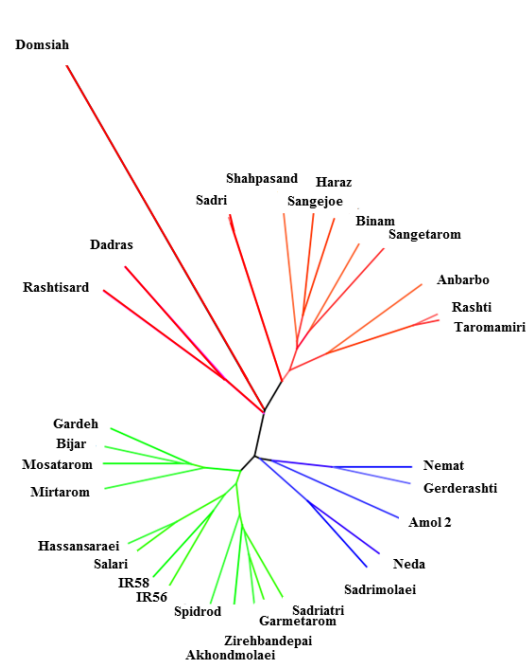 Domsiah
Shahpasand
Haraz
Sangejoe
Sadri
Binam
Sangetarom
Dadras
Anbarbo
Rashtisard
Rashti
Taromamiri
Gardeh
Bijar
Mosatarom
Nemat
Mirtarom
Gerderashti
Amol 2
Hassansaraei
Salari
Neda
IR58
Sadrimolaei
IR56
Spidrod
Sadriatri
Garmetarom
Zirehbandepai
Akhondmolaei